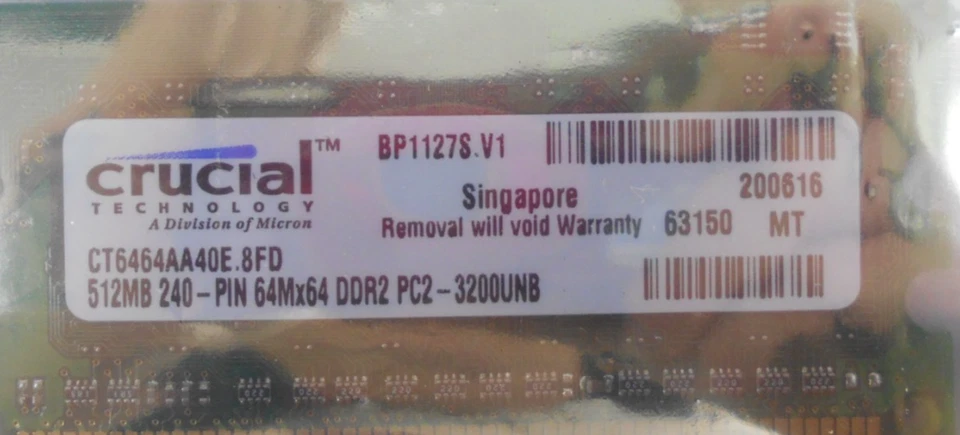 crucial™
TECHNOLOGY
A Division of Micron
BP1127S.V1
200616
Singapore
Removal will void Warranty 63150 MT
CT6464AA40E.8FD
512MB 240-PIN 64Mx64 DDR2 PC2-3200UNB